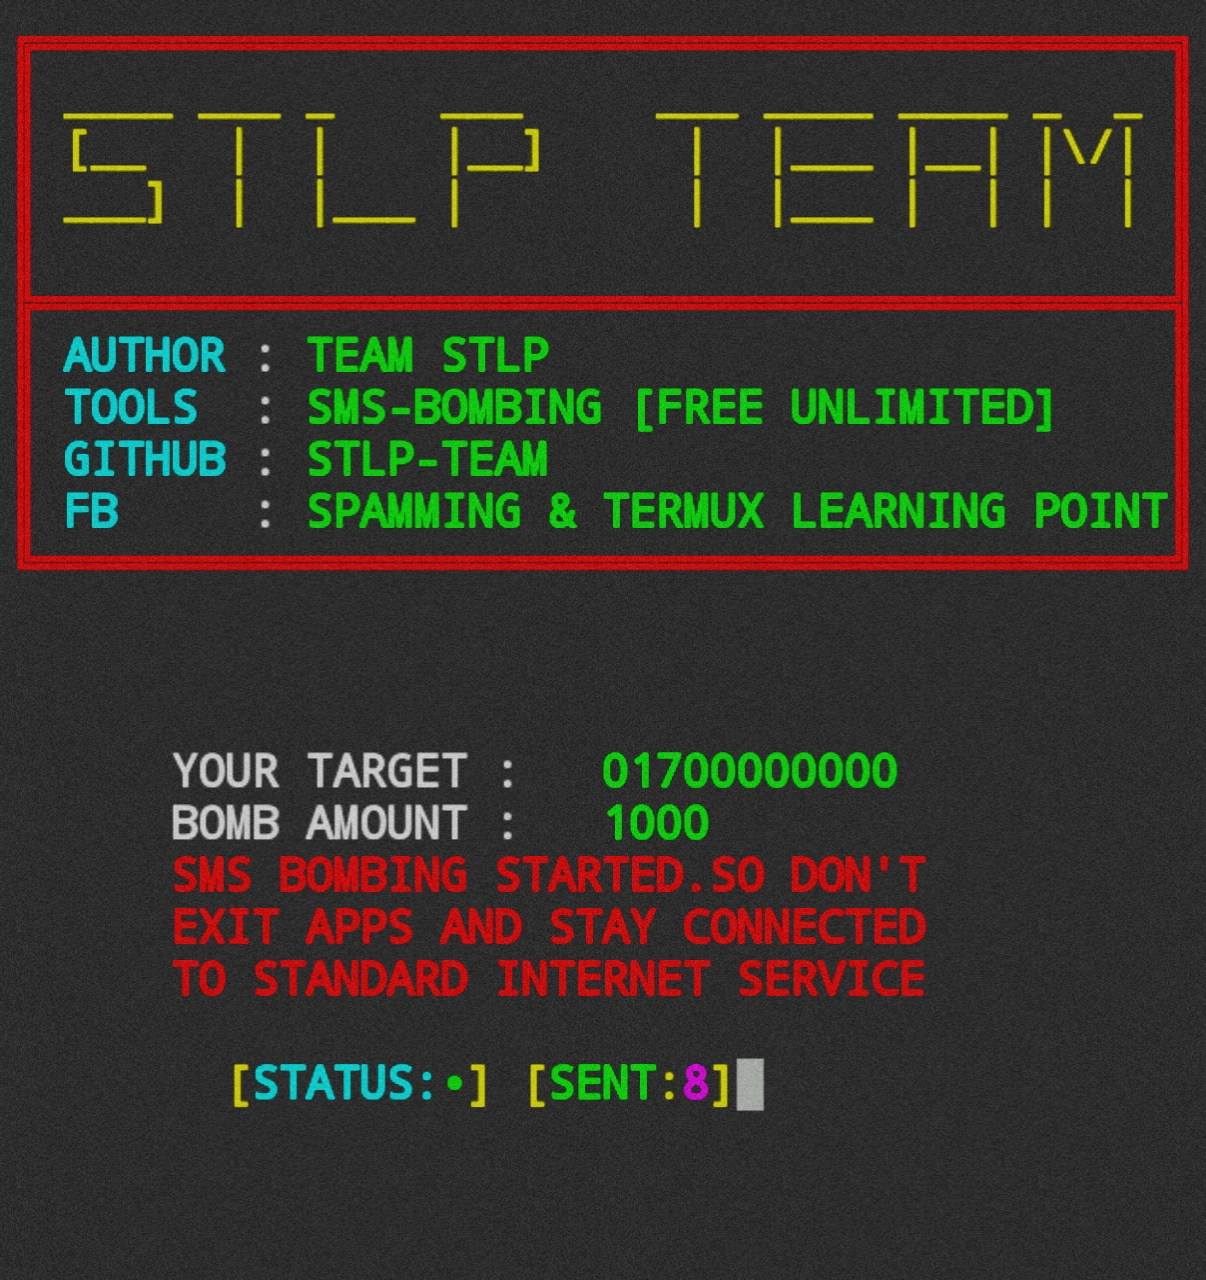 STLP TEAM
AUTHOR : TEAM STLP
TOOLS : SMS-BOMBING [FREE UNLIMITED]
GITHUB : STLP-TEAM
FB : SPAMMING & TERMUX LEARNING POINT
YOUR TARGET : 01700000000
BOMB AMOUNT : 1000
SMS BOMBING STARTED.SO DON'T
EXIT APPS AND STAY CONNECTED
TO STANDARD INTERNET SERVICE
[STATUS:•] [SENT:8]